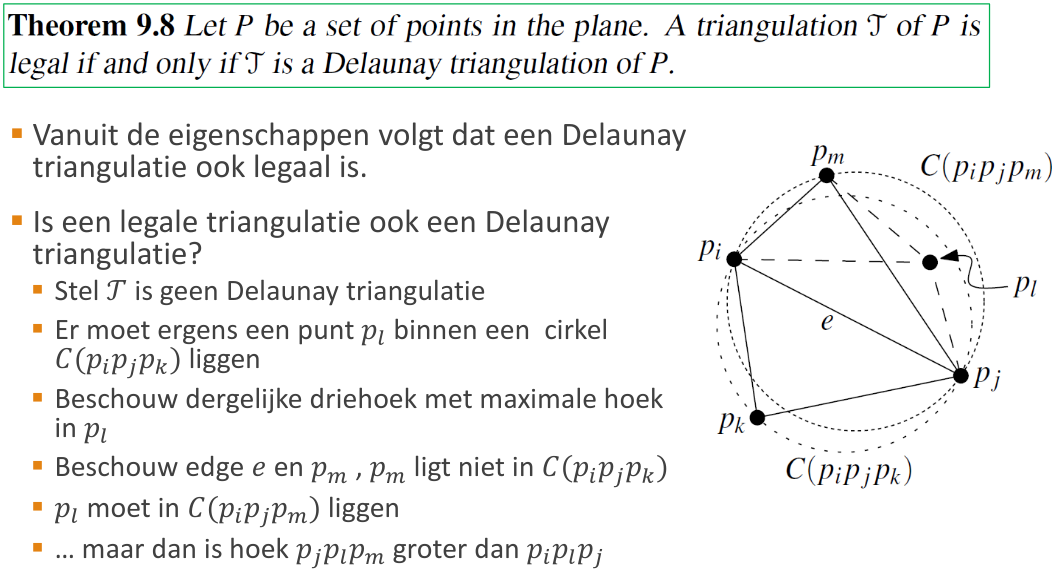 Theorem 9.8 Let P be a set of points in the plane. A triangulation 𝒯 of P is
legal if and only if 𝒯 is a Delaunay triangulation of P.
▪ Vanuit de eigenschappen volgt dat een Delaunay
triangulatie ook legaal is.
▪ Is een legale triangulatie ook een Delaunay
triangulatie?
▪ Stel 𝒯 is geen Delaunay triangulatie
▪ Er moet ergens een punt p_l binnen een cirkel
C(p_i p_j p_k) liggen
▪ Beschouw dergelijke driehoek met maximale hoek
in p_l
▪ Beschouw edge e en p_m , p_m ligt niet in C(p_i p_j p_k)
▪ p_l moet in C(p_i p_j p_m) liggen
▪ … maar dan is hoek p_j p_l p_m groter dan p_i p_l p_j
p_m
C(p_i p_j p_m)
p_i
p_l
e
p_j
p_k
C(p_i p_j p_k)